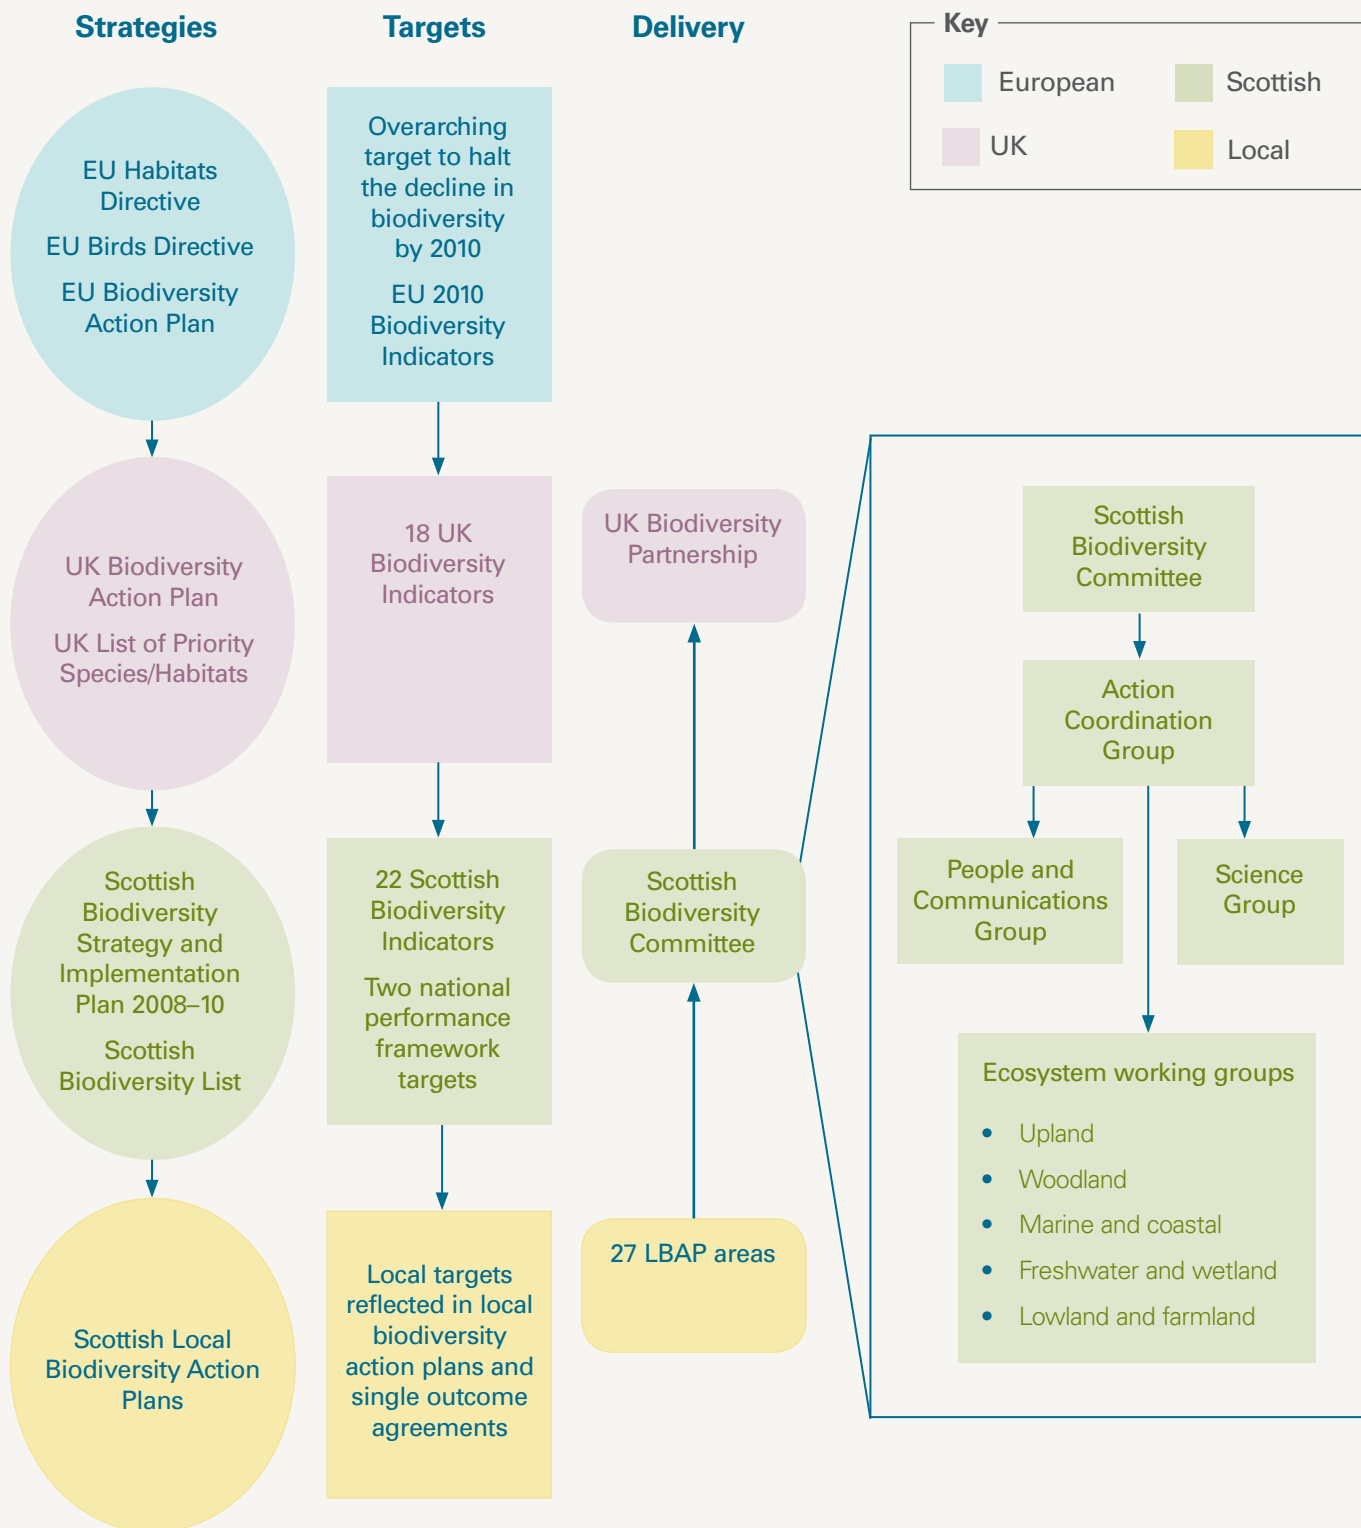 Strategies
Targets
Delivery
Key
European
Scottish
UK
Local
EU Habitats
Directive
EU Birds Directive
EU Biodiversity
Action Plan
Overarching
target to halt
the decline in
biodiversity
by 2010
EU 2010
Biodiversity
Indicators
UK Biodiversity
Action Plan
UK List of Priority
Species/Habitats
18 UK
Biodiversity
Indicators
UK Biodiversity
Partnership
Scottish
Biodiversity
Strategy and
Implementation
Plan 2008–10
Scottish
Biodiversity List
22 Scottish
Biodiversity
Indicators
Two national
performance
framework
targets
Scottish
Biodiversity
Committee
Scottish Local
Biodiversity Action
Plans
Local targets
reflected in local
biodiversity
action plans and
single outcome
agreements
27 LBAP areas
Scottish
Biodiversity
Committee
Action
Coordination
Group
People and
Communications
Group
Science
Group
Ecosystem working groups
• Upland
• Woodland
• Marine and coastal
• Freshwater and wetland
• Lowland and farmland